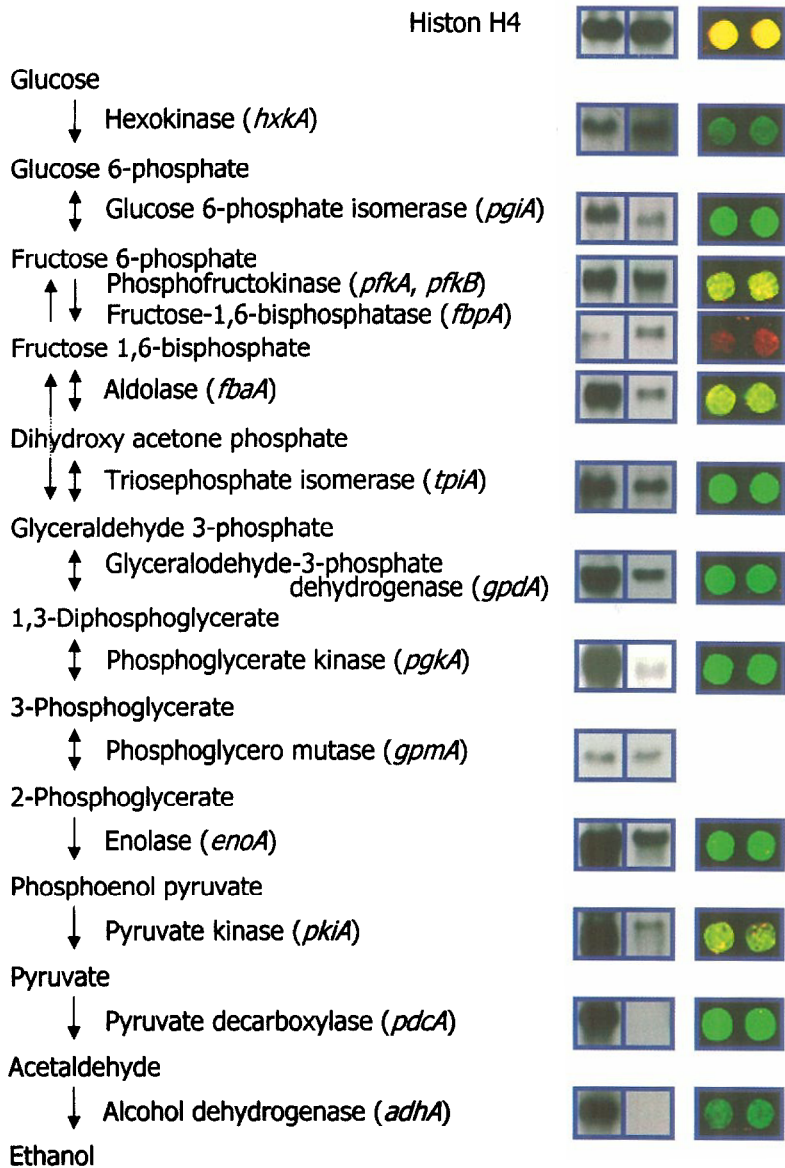 Histon H4
Glucose
Hexokinase (hxkA)
Glucose 6-phosphate
Glucose 6-phosphate isomerase (pgiA)
Fructose 6-phosphate
Phosphofructokinase (pfkA, pfkB)
Fructose-1,6-bisphosphatase (fbpA)
Fructose 1,6-bisphosphate
Aldolase (fbaA)
Dihydroxy acetone phosphate
Triosephosphate isomerase (tpiA)
Glyceraldehyde 3-phosphate
Glyceralodehyde-3-phosphate
dehydrogenase (gpdA)
1,3-Diphosphoglycerate
Phosphoglycerate kinase (pgkA)
3-Phosphoglycerate
Phosphoglycero mutase (gpmA)
2-Phosphoglycerate
Enolase (enoA)
Phosphoenol pyruvate
Pyruvate kinase (pkiA)
Pyruvate
Pyruvate decarboxylase (pdcA)
Acetaldehyde
Alcohol dehydrogenase (adhA)
Ethanol